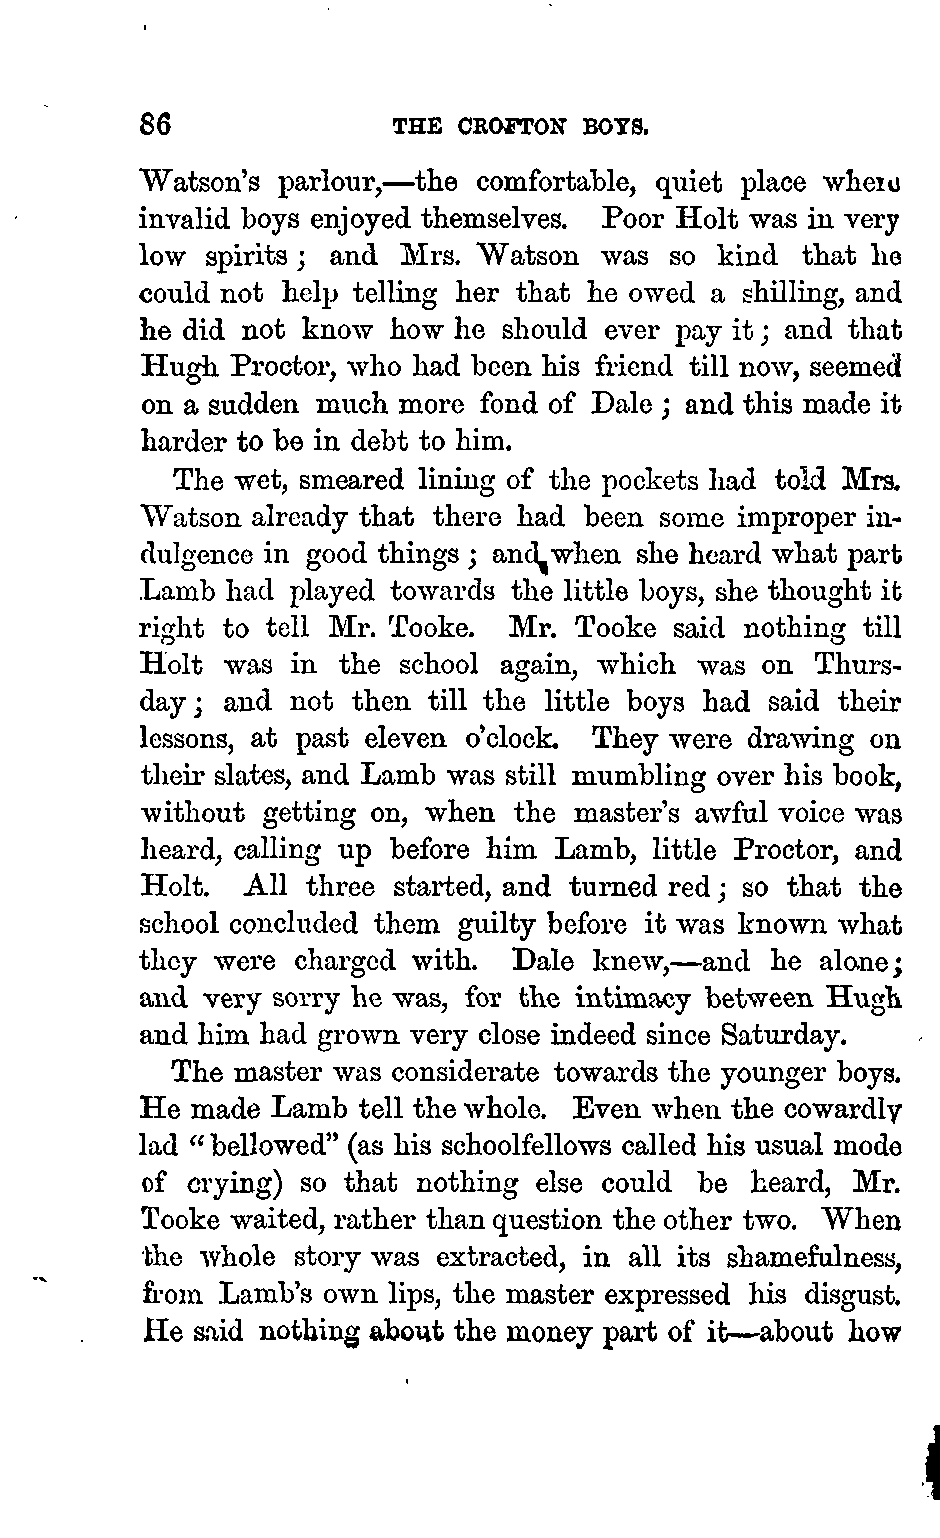 86 THE CROFTON BOYS.
Watson's parlour,—the comfortable, quiet place where
invalid boys enjoyed themselves. Poor Holt was in very
low spirits; and Mrs. Watson was so kind that he
could not help telling her that he owed a shilling, and
he did not know how he should ever pay it; and that
Hugh Proctor, who had been his friend till now, seemed
on a sudden much more fond of Dale; and this made it
harder to be in debt to him.
The wet, smeared lining of the pockets had told Mrs.
Watson already that there had been some improper in-
dulgence in good things; and when she heard what part
Lamb had played towards the little boys, she thought it
right to tell Mr. Tooke. Mr. Tooke said nothing till
Holt was in the school again, which was on Thurs-
day; and not then till the little boys had said their
lessons, at past eleven o'clock. They were drawing on
their slates, and Lamb was still mumbling over his book,
without getting on, when the master's awful voice was
heard, calling up before him Lamb, little Proctor, and
Holt. All three started, and turned red; so that the
school concluded them guilty before it was known what
they were charged with. Dale knew,—and he alone;
and very sorry he was, for the intimacy between Hugh
and him had grown very close indeed since Saturday.
The master was considerate towards the younger boys.
He made Lamb tell the whole. Even when the cowardly
lad "bellowed" (as his schoolfellows called his usual mode
of crying) so that nothing else could be heard, Mr.
Tooke waited, rather than question the other two. When
the whole story was extracted, in all its shamefulness,
from Lamb's own lips, the master expressed his disgust.
He said nothing about the money part of it—about how